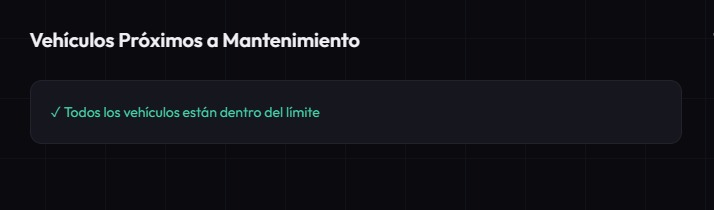 Vehículos Próximos a Mantenimiento
✓ Todos los vehículos están dentro del límite